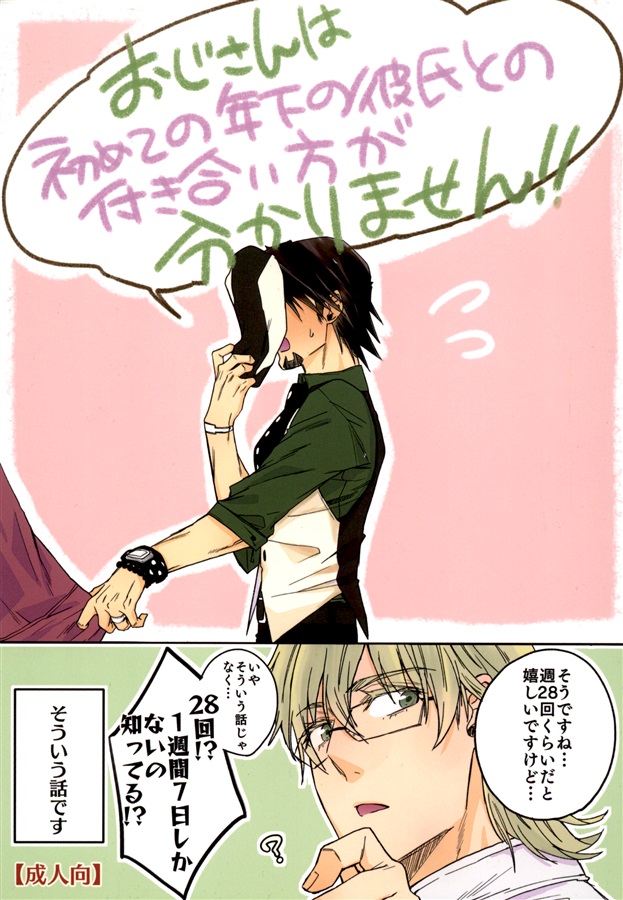 おじさんは
初めての年下の彼氏との
付き合い方が
分かりません!!
そうですね…
週28回くらいだと
嬉しいですけど…
いや
そういう話じゃ
なく…
28回!?
1週間7日しか
ないの
知ってる!?
そういう話です
【成人向】